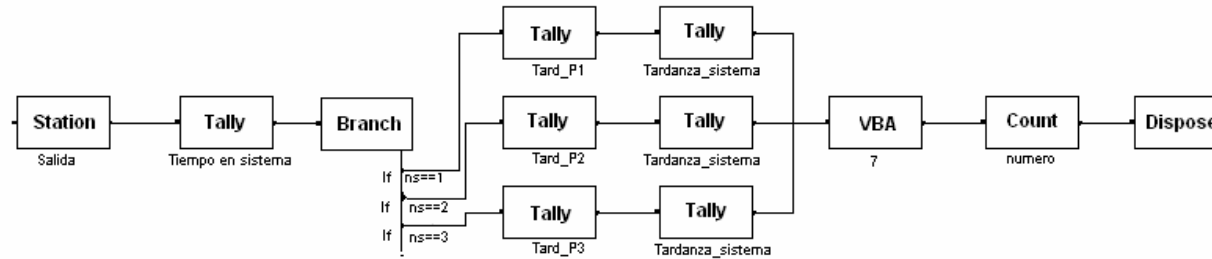 Tally
Tally
Tard_P1
Tardanza_sistema
Station
Tally
Branch
Tally
Tally
VBA
Count
Dispose
Salida
Tiempo en sistema
Tard_P2
Tardanza_sistema
7
numero
If ns==1
If ns==2
If ns==3
Tally
Tally
Tard_P3
Tardanza_sistema